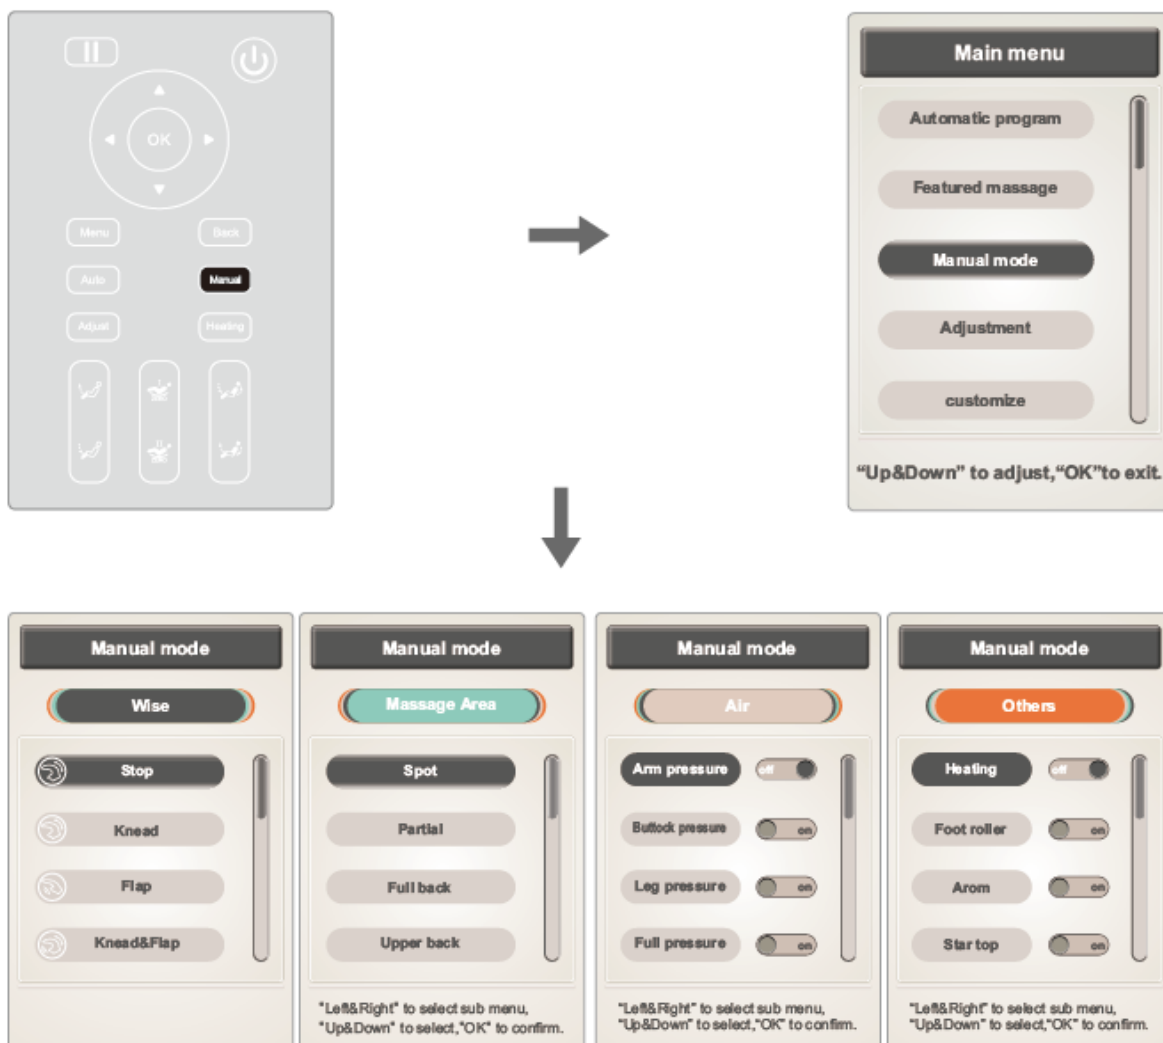 OK
Menu
Back
Auto
Manual
Adjust
Heating
Main menu
Automatic program
Featured massage
Manual mode
Adjustment
customize
“Up&Down” to adjust,“OK”to exit.
Manual mode
Wise
Stop
Knead
Flap
Knead&Flap
Manual mode
Massage Area
Spot
Partial
Full back
Upper back
"Left&Right" to select sub menu,
"Up&Down" to select,"OK" to confirm.
Manual mode
Air
Arm pressure off
Buttock pressure on
Leg pressure on
Full pressure on
"Left&Right" to select sub menu,
"Up&Down" to select,"OK" to confirm.
Manual mode
Others
Heating off
Foot roller on
Arom on
Star top on
"Left&Right" to select sub menu,
"Up&Down" to select,"OK" to confirm.